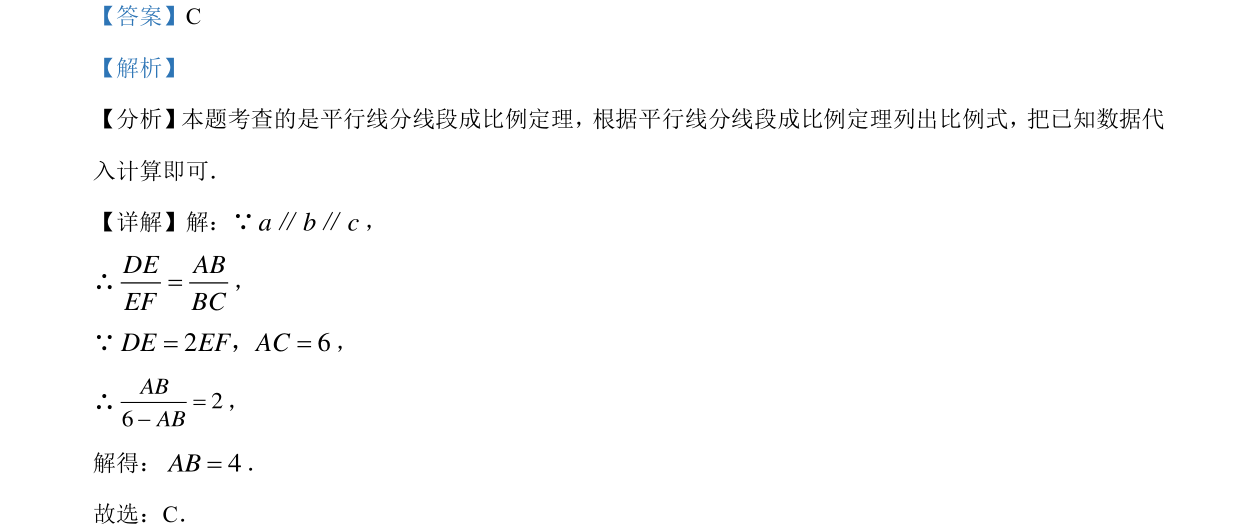 【答案】C
【解析】
【分析】本题考查的是平行线分线段成比例定理，根据平行线分线段成比例定理列出比例式，把已知数据代
入计算即可．
【详解】解：∵a∥b∥c，
∴DE/EF=AB/BC，
∵DE=2EF，AC=6，
∴AB/(6−AB)=2，
解得：AB=4．
故选：C．